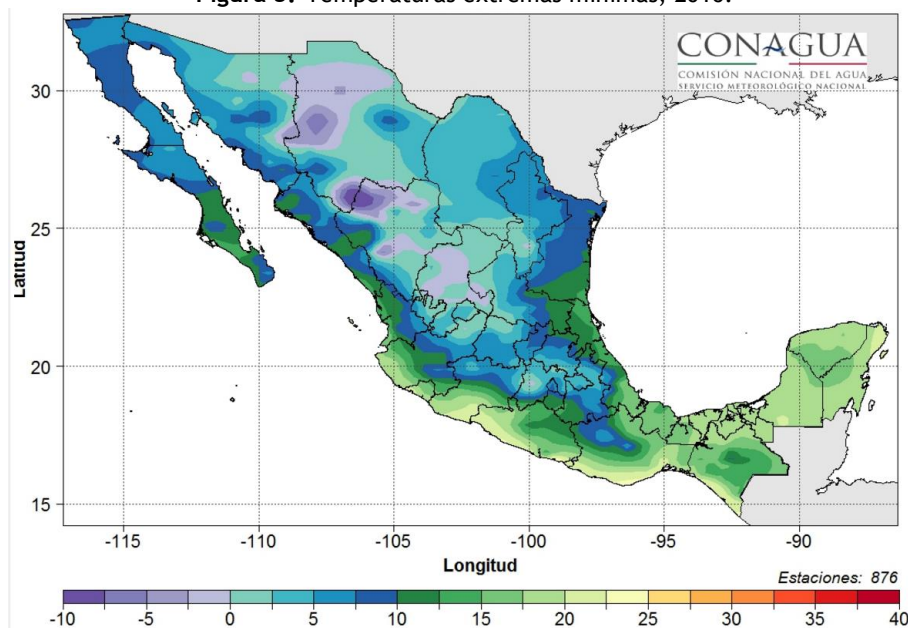 Temperaturas extremas mínimas,
CONAGUA
COMISIÓN NACIONAL DEL AGUA
SERVICIO METEOROLÓGICO NACIONAL
Latitud
30
25
20
15
-115 -110 -105 -100 -95 -90
Longitud
Estaciones: 876
-10 -5 0 5 10 15 20 25 30 35 40